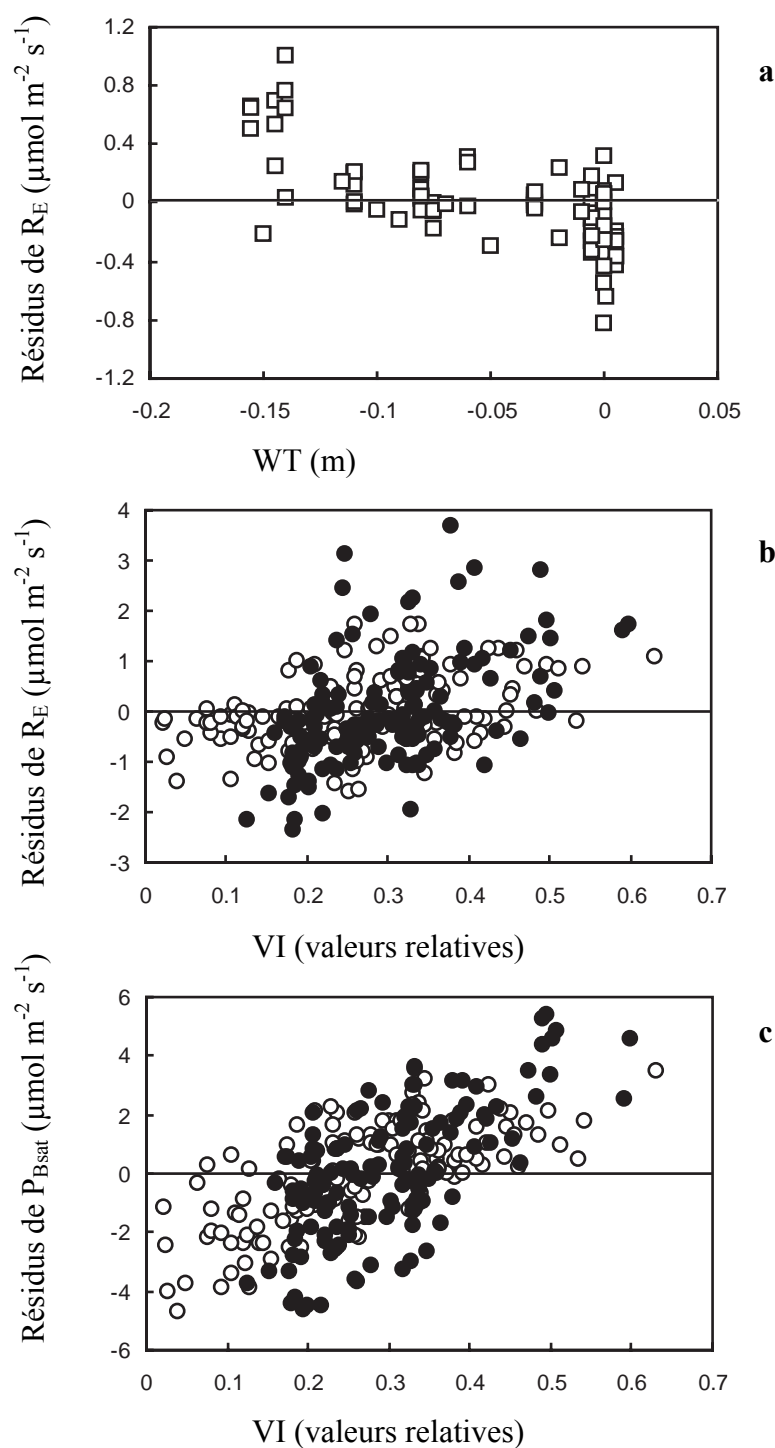 a
Résidus de R_E (µmol m⁻² s⁻¹)
1.2
0.8
0.4
0
-0.4
-0.8
-1.2
-0.2 -0.15 -0.1 -0.05 0 0.05
WT (m)
b
Résidus de R_E (µmol m⁻² s⁻¹)
4
3
2
1
0
-1
-2
-3
0 0.1 0.2 0.3 0.4 0.5 0.6 0.7
VI (valeurs relatives)
c
Résidus de P_Bsat (µmol m⁻² s⁻¹)
6
4
2
0
-2
-4
-6
0 0.1 0.2 0.3 0.4 0.5 0.6 0.7
VI (valeurs relatives)